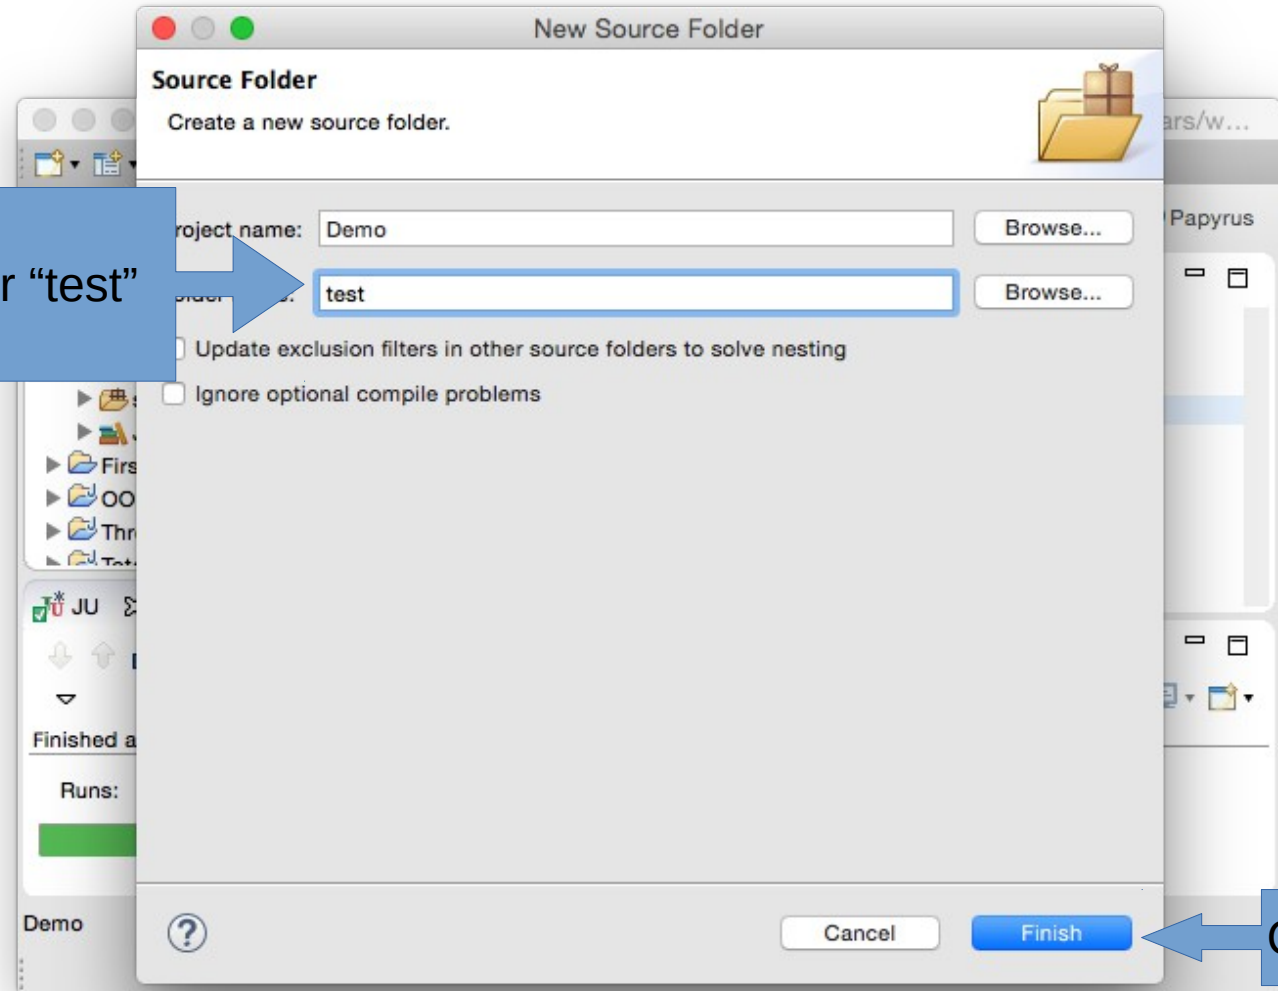 New Source Folder
Source Folder
Create a new source folder.
ars/w...
Papyrus
roject name: Demo Browse...
r “test”
test Browse...
Update exclusion filters in other source folders to solve nesting
Ignore optional compile problems
Firs
OO
Thr
JU
Finished a
Runs:
Demo
Cancel Finish